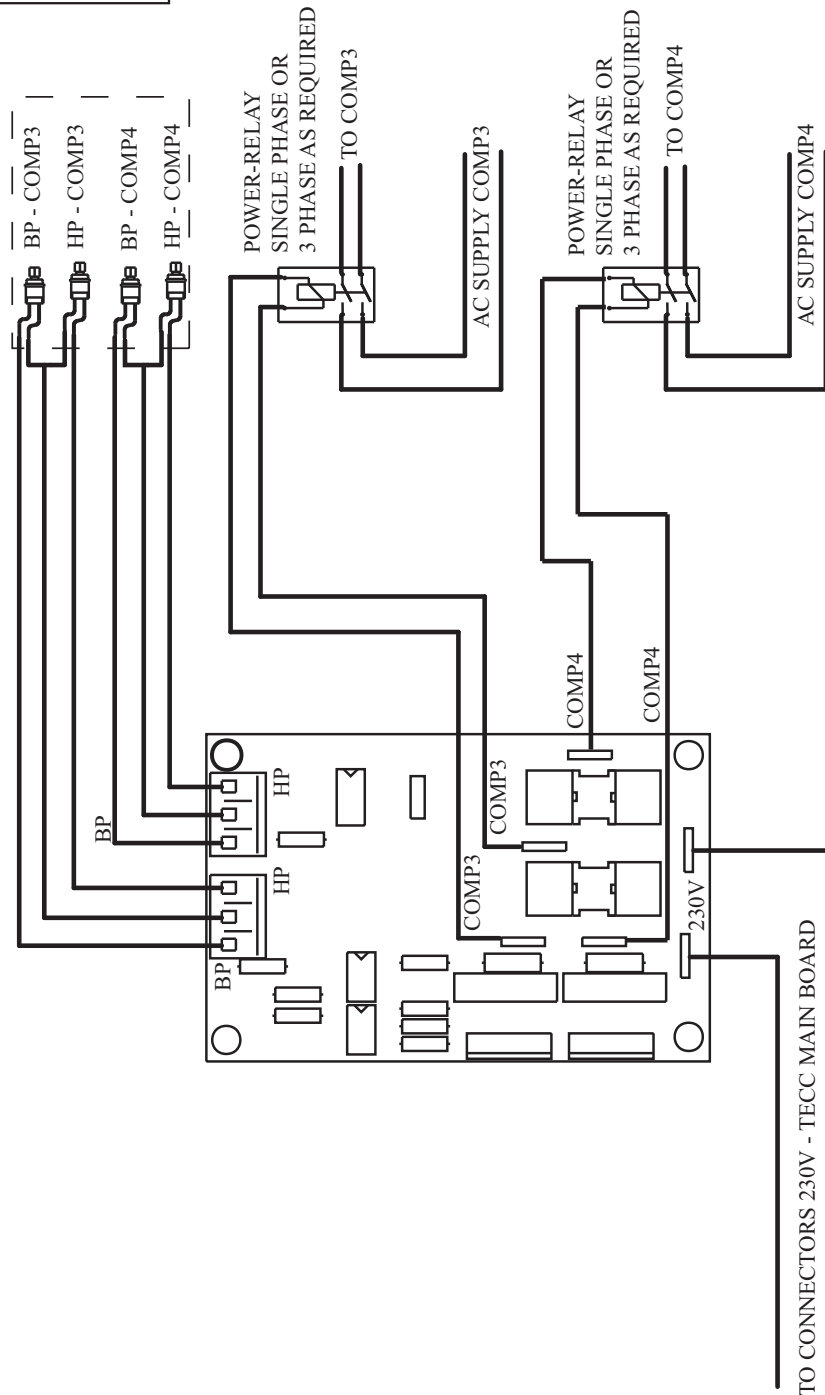 BP - COMP3
HP - COMP3
BP - COMP4
HP - COMP4
POWER-RELAY
SINGLE PHASE OR
3 PHASE AS REQUIRED
TO COMP3
AC SUPPLY COMP3
POWER-RELAY
SINGLE PHASE OR
3 PHASE AS REQUIRED
TO COMP4
AC SUPPLY COMP4
BP
HP
BP
HP
COMP3
COMP3
COMP4
COMP4
230V
TO CONNECTORS 230V - TECC MAIN BOARD